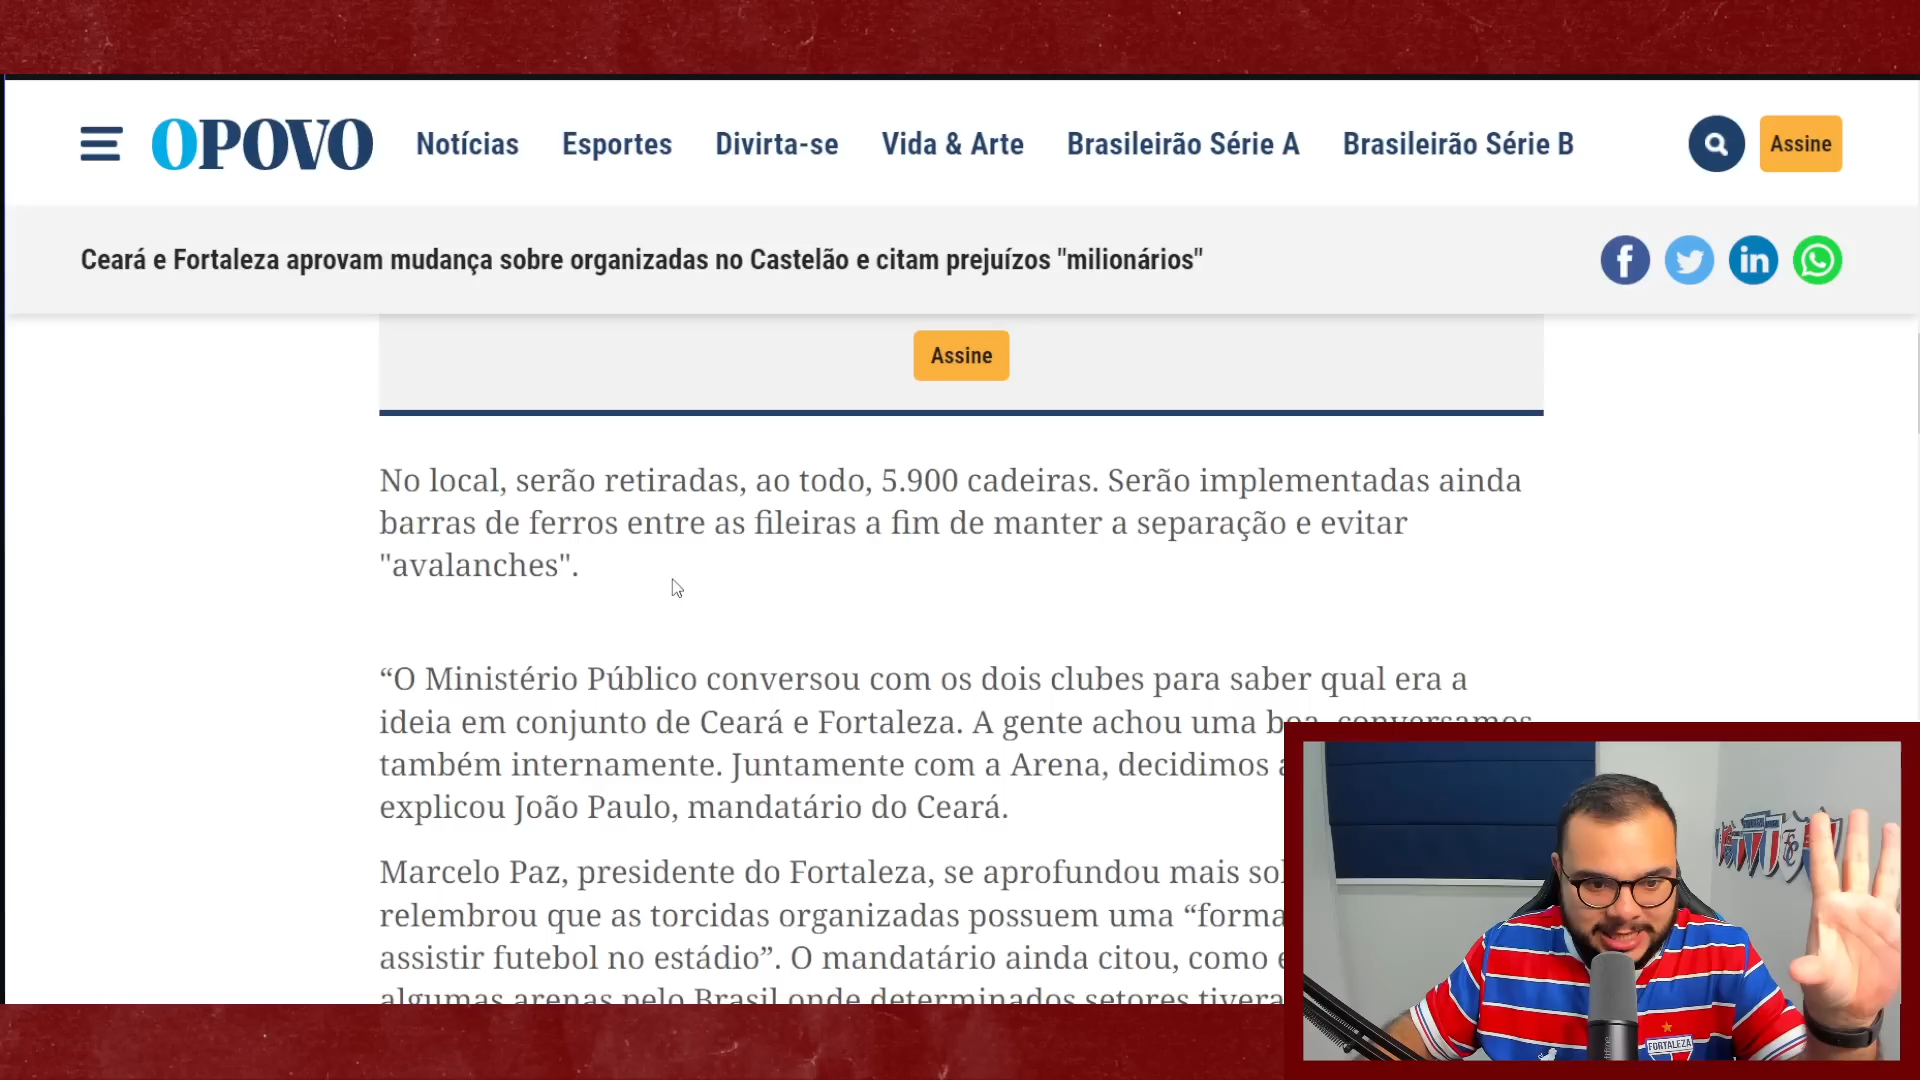 OPOVO
Notícias
Esportes
Divirta-se
Vida & Arte
Brasileirão Série A
Brasileirão Série B
Assine
Ceará e Fortaleza aprovam mudança sobre organizadas no Castelão e citam prejuízos "milionários"
Assine
No local, serão retiradas, ao todo, 5.900 cadeiras. Serão implementadas ainda
barras de ferros entre as fileiras a fim de manter a separação e evitar
"avalanches".
“O Ministério Público conversou com os dois clubes para saber qual era a
ideia em conjunto de Ceará e Fortaleza. A gente achou uma boa, conversamos
também internamente. Juntamente com a Arena, decidimos
explicou João Paulo, mandatário do Ceará.
Marcelo Paz, presidente do Fortaleza, se aprofundou mais
relembrou que as torcidas organizadas possuem uma “forma
assistir futebol no estádio”. O mandatário ainda citou, como
algumas arenas pelo Brasil onde determinados setores
FORTALEZA